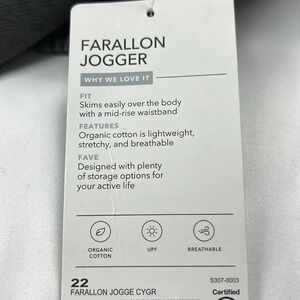 FARALLON
JOGGER
WHY WE LOVE IT
FIT
Skims easily over the body
with a mid-rise waistband
FEATURES
Organic cotton is lightweight,
stretchy, and breathable
FAVE
Designed with plenty
of storage options for
your active life
ORGANIC
COTTON
UPF
BREATHABLE
22
S307-0003
FARALLON JOGGE CYGR
Certified